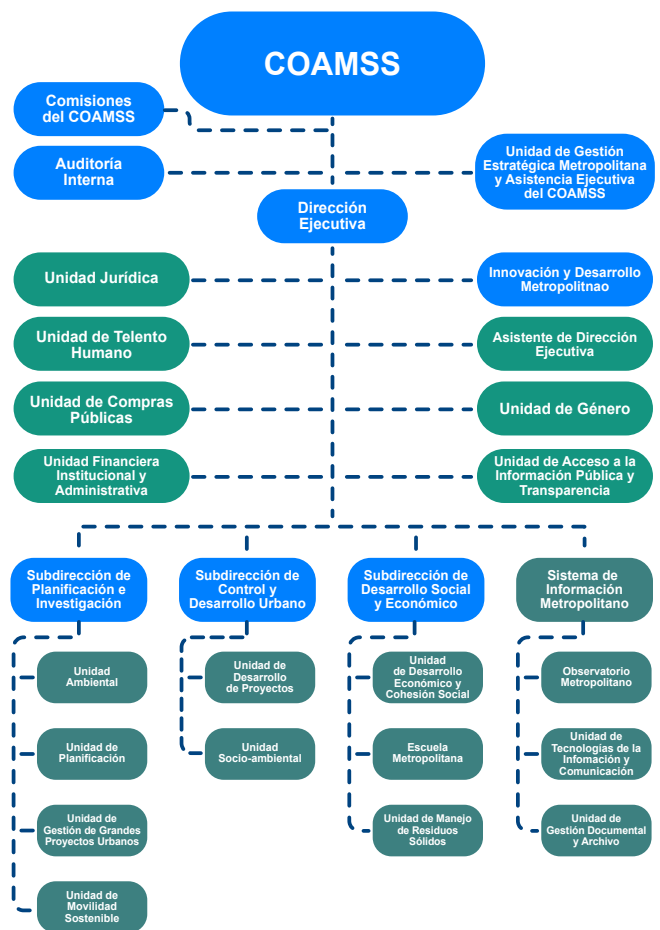 COAMSS
Comisiones
del COAMSS
Auditoría
Interna
Unidad de Gestión
Estratégica Metropolitana
y Asistencia Ejecutiva
del COAMSS
Dirección
Ejecutiva
Unidad Jurídica
Innovación y Desarrollo
Metropolitnao
Unidad de Telento
Humano
Asistente de Dirección
Ejecutiva
Unidad de Compras
Públicas
Unidad de Género
Unidad Financiera
Institucional y
Administrativa
Unidad de Acceso a la
Información Pública y
Transparencia
Subdirección de
Planificación e
Investigación
Subdirección de
Control y
Desarrollo Urbano
Subdirección de
Desarrollo Social
y Económico
Sistema de
Información
Metropolitano
Unidad
Ambiental
Unidad de
Planificación
Unidad de
Gestión de Grandes
Proyectos Urbanos
Unidad de
Movilidad
Sostenible
Unidad de
Desarrollo
de Proyectos
Unidad
Socio-ambiental
Unidad
de Desarrollo
Económico y
Cohesión Social
Escuela
Metropolitana
Unidad de Manejo
de Residuos
Sólidos
Observatorio
Metropolitano
Unidad de
Tecnologías de la
Infomación y
Comunicación
Unidad de
Gestión Documental
y Archivo